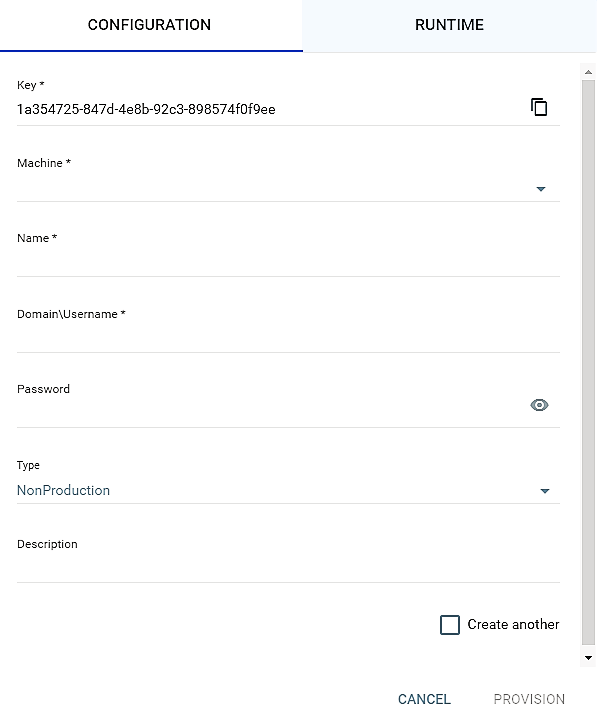 CONFIGURATION RUNTIME
Key *
1a354725-847d-4e8b-92c3-898574f0f9ee
Machine *
Name *
Domain\Username *
Password
Type
NonProduction
Description
Create another
CANCEL PROVISION